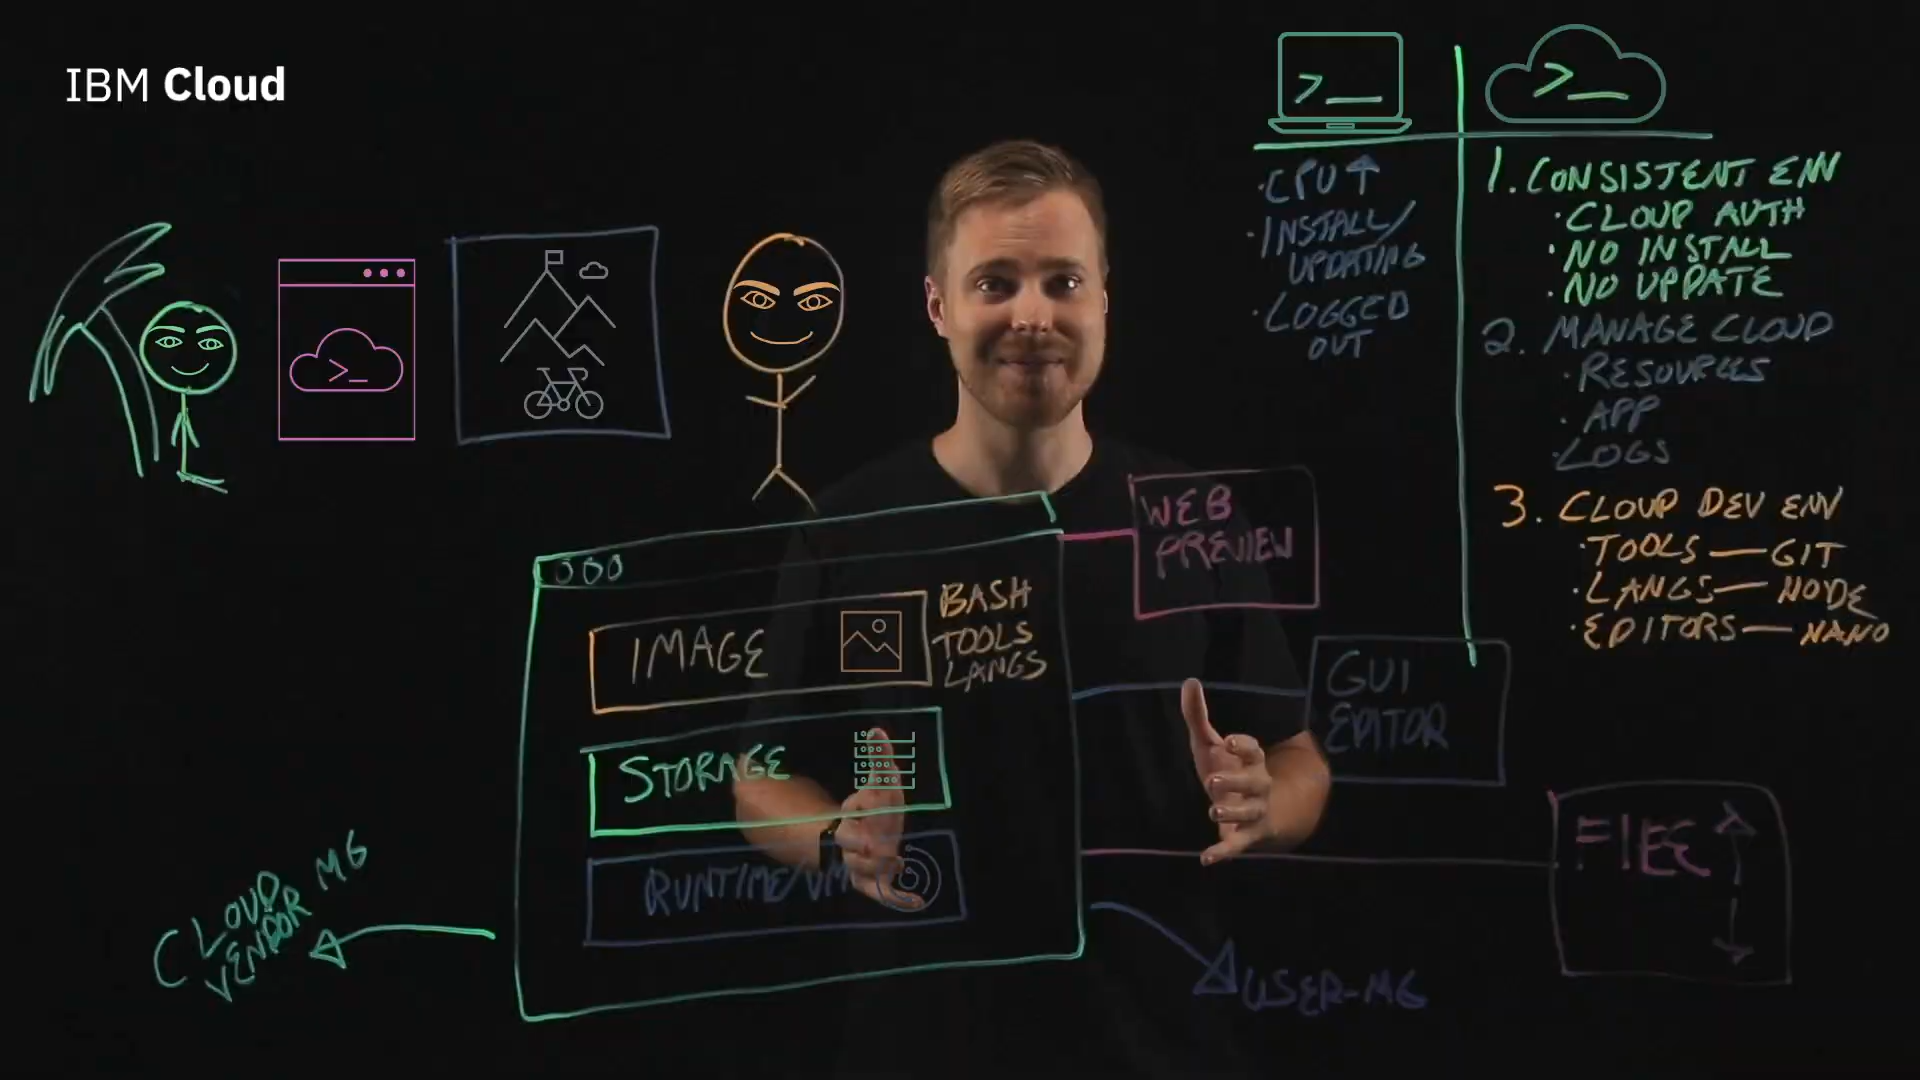 IBM Cloud
>_
>_
· CPU ↑
· INSTALL/
UPDATING
· LOGGED
OUT
1. CONSISTENT ENV
· CLOUD AUTH
· NO INSTALL
· NO UPDATE
2. MANAGE CLOUD
· RESOURCES
· APP
· LOGS
3. CLOUD DEV ENV
· TOOLS — GIT
· LANGS — NODE
· EDITORS — NANO
>_
WEB
PREVIEW
IMAGE
BASH
TOOLS
LANGS
STORAGE
RUNTIME/VM
GUI
EDITOR
FILE
CLOUD MG
VENDOR
USER-MG